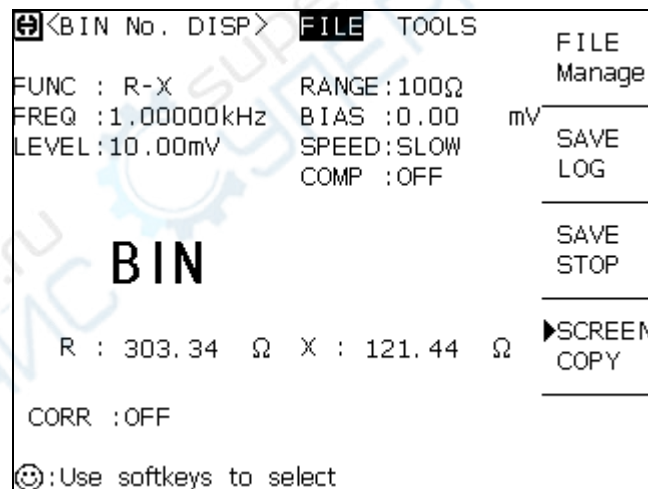 <BIN No. DISP> FILE TOOLS
FUNC : R-X RANGE:100Ω
FREQ :1.00000kHz BIAS :0.00 mV
LEVEL:10.00mV SPEED:SLOW
COMP :OFF
BIN
R : 303.34 Ω X : 121.44 Ω
CORR :OFF
:Use softkeys to select
FILE
Manage
SAVE
LOG
SAVE
STOP
SCREEN
COPY